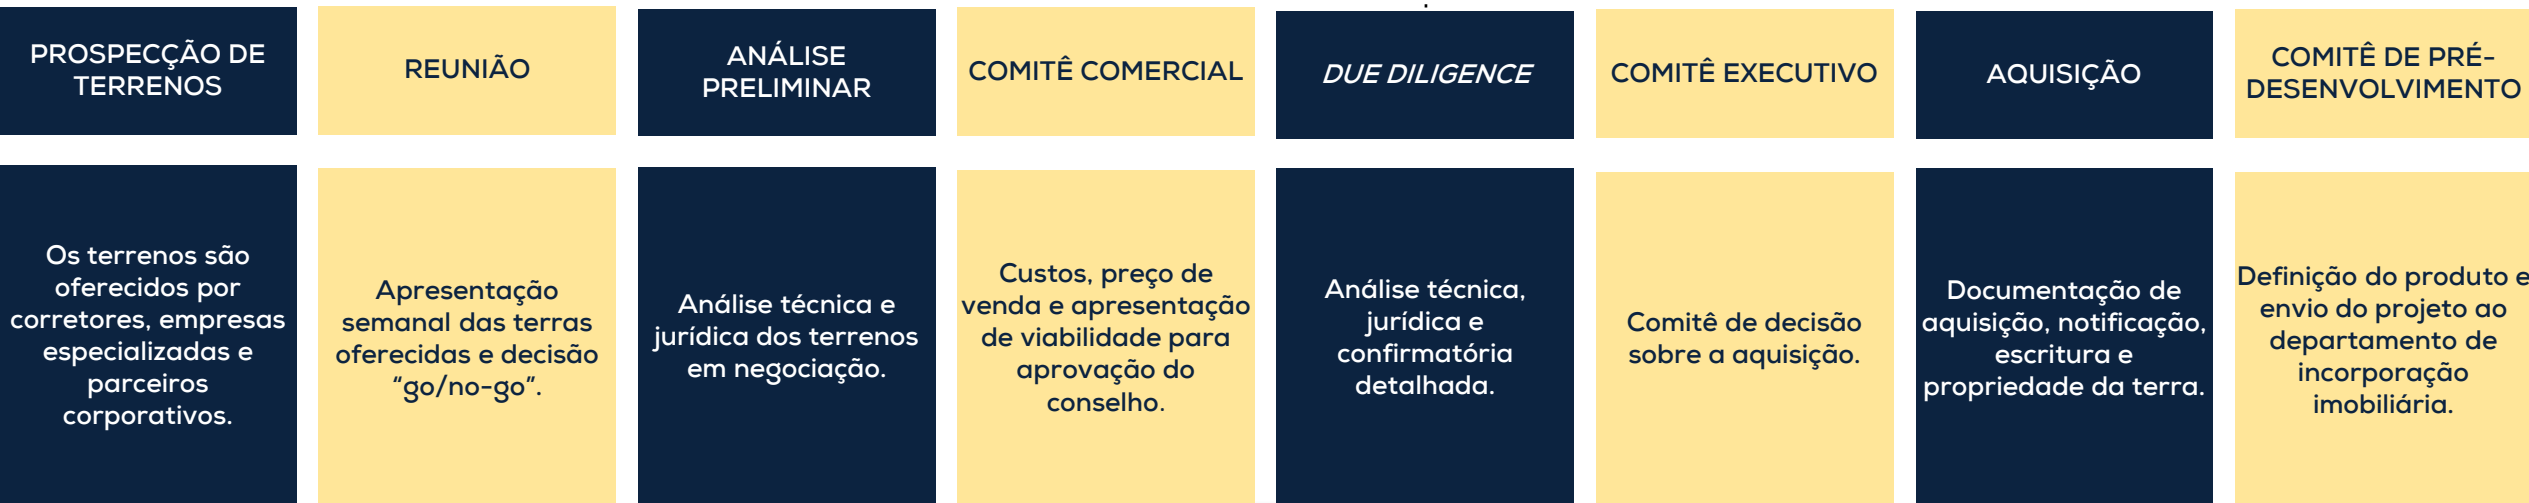 PROSPECÇÃO DE
TERRENOS
REUNIÃO
ANÁLISE
PRELIMINAR
COMITÊ COMERCIAL
DUE DILIGENCE
COMITÊ EXECUTIVO
AQUISIÇÃO
COMITÊ DE PRÉ-
DESENVOLVIMENTO
Os terrenos são
oferecidos por
corretores, empresas
especializadas e
parceiros
corporativos.
Apresentação
semanal das terras
oferecidas e decisão
“go/no-go”.
Análise técnica e
jurídica dos terrenos
em negociação.
Custos, preço de
venda e apresentação
de viabilidade para
aprovação do
conselho.
Análise técnica,
jurídica e
confirmatória
detalhada.
Comitê de decisão
sobre a aquisição.
Documentação de
aquisição, notificação,
escritura e
propriedade da terra.
Definição do produto e
envio do projeto ao
departamento de
incorporação
imobiliária.